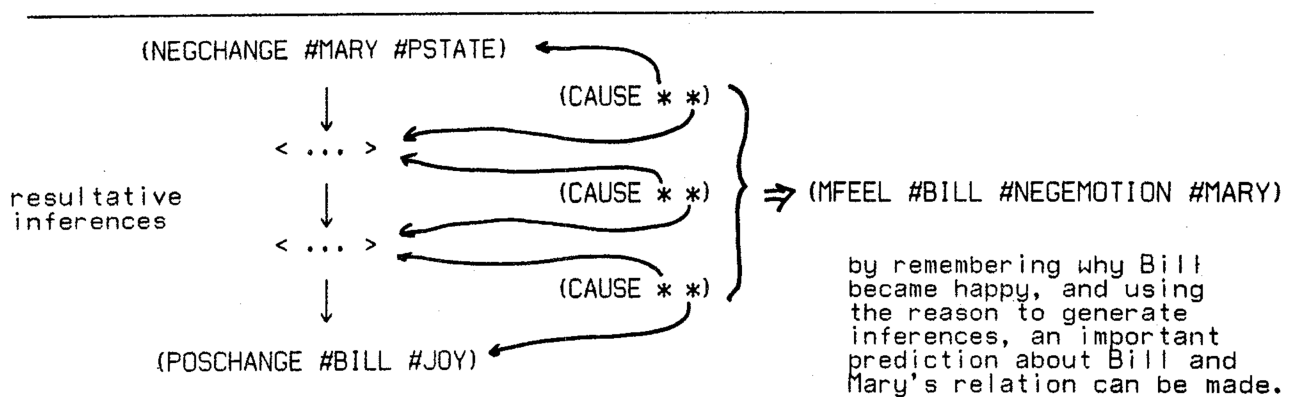 (NEGCHANGE #MARY #PSTATE)
(CAUSE * *)
< ... >
resultative
inferences
(CAUSE * *)
⇒ (MFEEL #BILL #NEGEMOTION #MARY)
< ... >
(CAUSE * *)
(POSCHANGE #BILL #JOY)
by remembering why Bill
became happy, and using
the reason to generate
inferences, an important
prediction about Bill and
Mary's relation can be made.